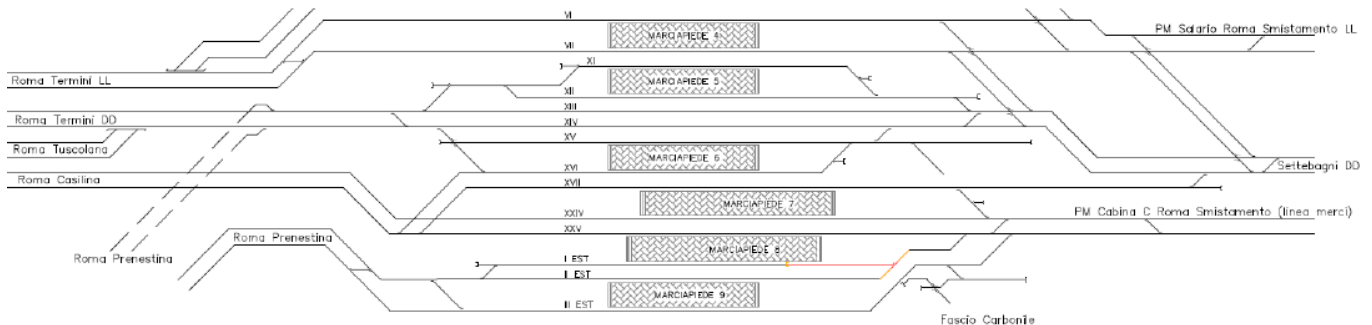 VI
MARCIAPIEDE 4
PM Salario Roma Smistamento LL
VII
XI
Roma Termini LL
MARCIAPIEDE 5
XII
XIII
Roma Termini DD
XIV
XV
Roma Tuscolana
MARCIAPIEDE 6
XVI
Settebagni DD
Roma Casilina
XVII
MARCIAPIEDE 7
XXIV
PM Cabina C Roma Smistamento (linea merci)
XXV
Roma Prenestina
MARCIAPIEDE 8
Roma Prenestina
I EST
II EST
MARCIAPIEDE 9
III EST
Fascio Carbonile